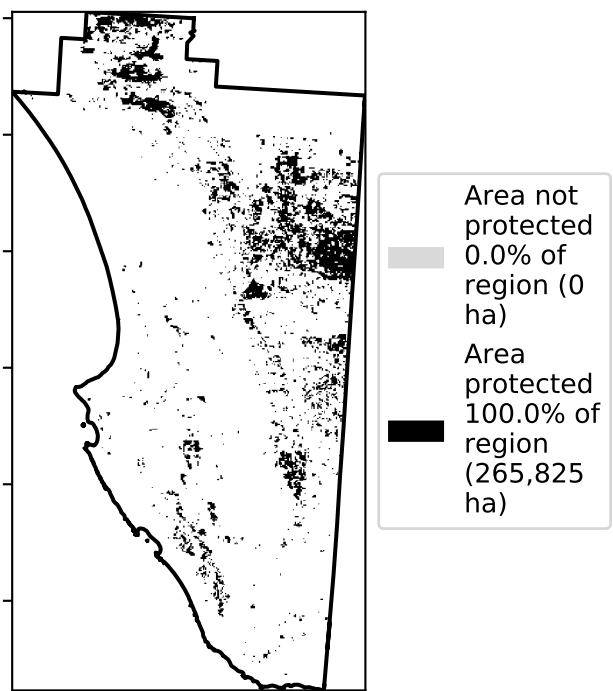 Area not
protected
0.0% of
region (0
ha)
Area
protected
100.0% of
region
(265,825
ha)